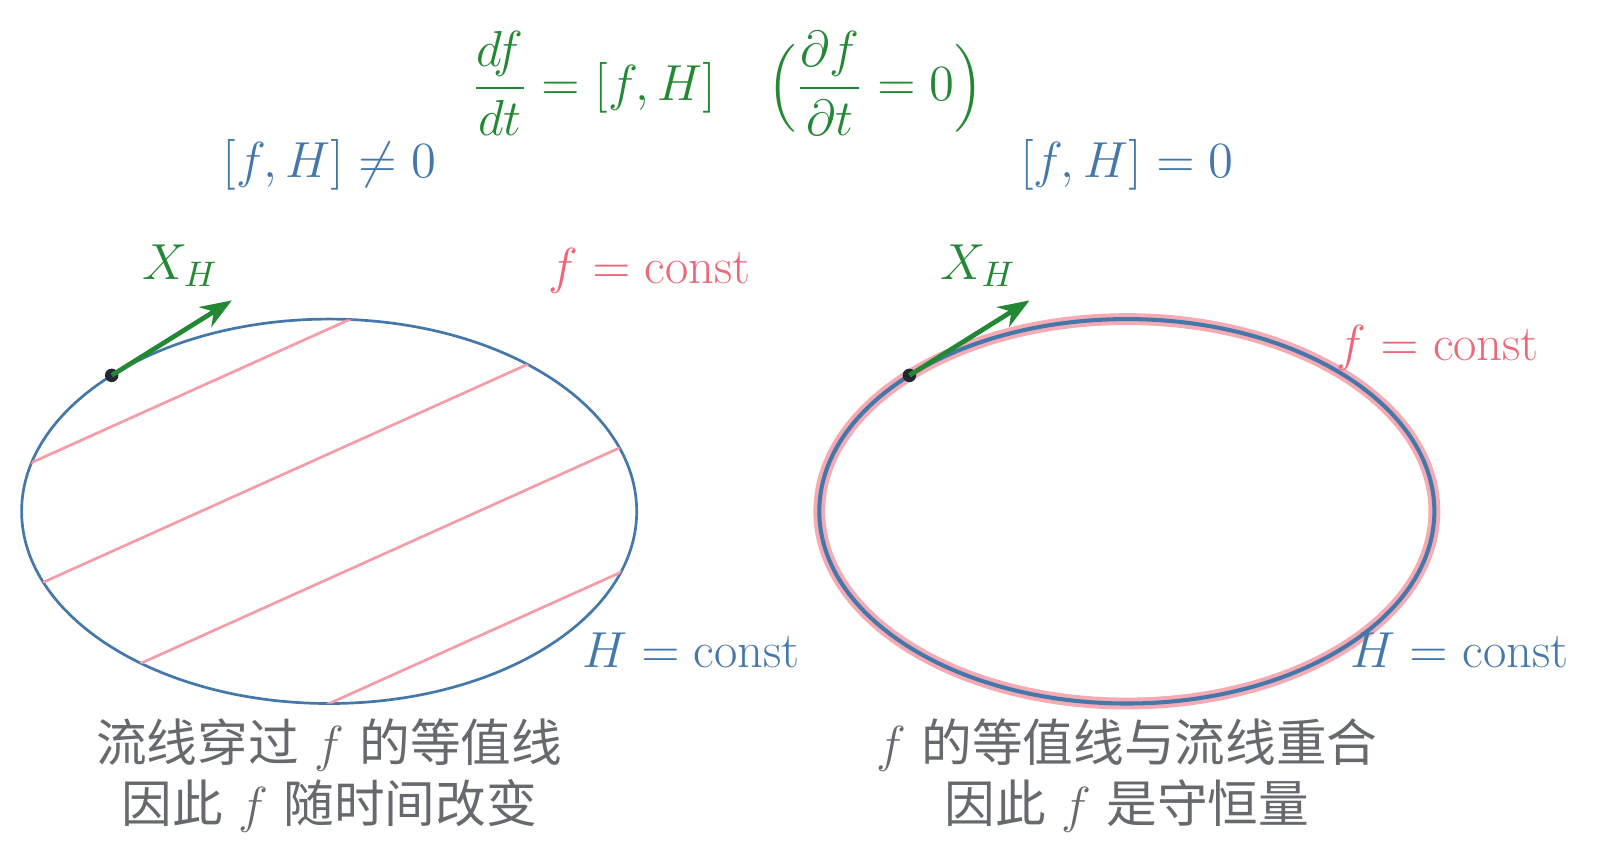 df/dt = [f, H]  (∂f/∂t = 0)
[f, H] ≠ 0
[f, H] = 0
X_H
f = const
X_H
f = const
H = const
H = const
流线穿过 f 的等值线
因此 f 随时间改变
f 的等值线与流线重合
因此 f 是守恒量